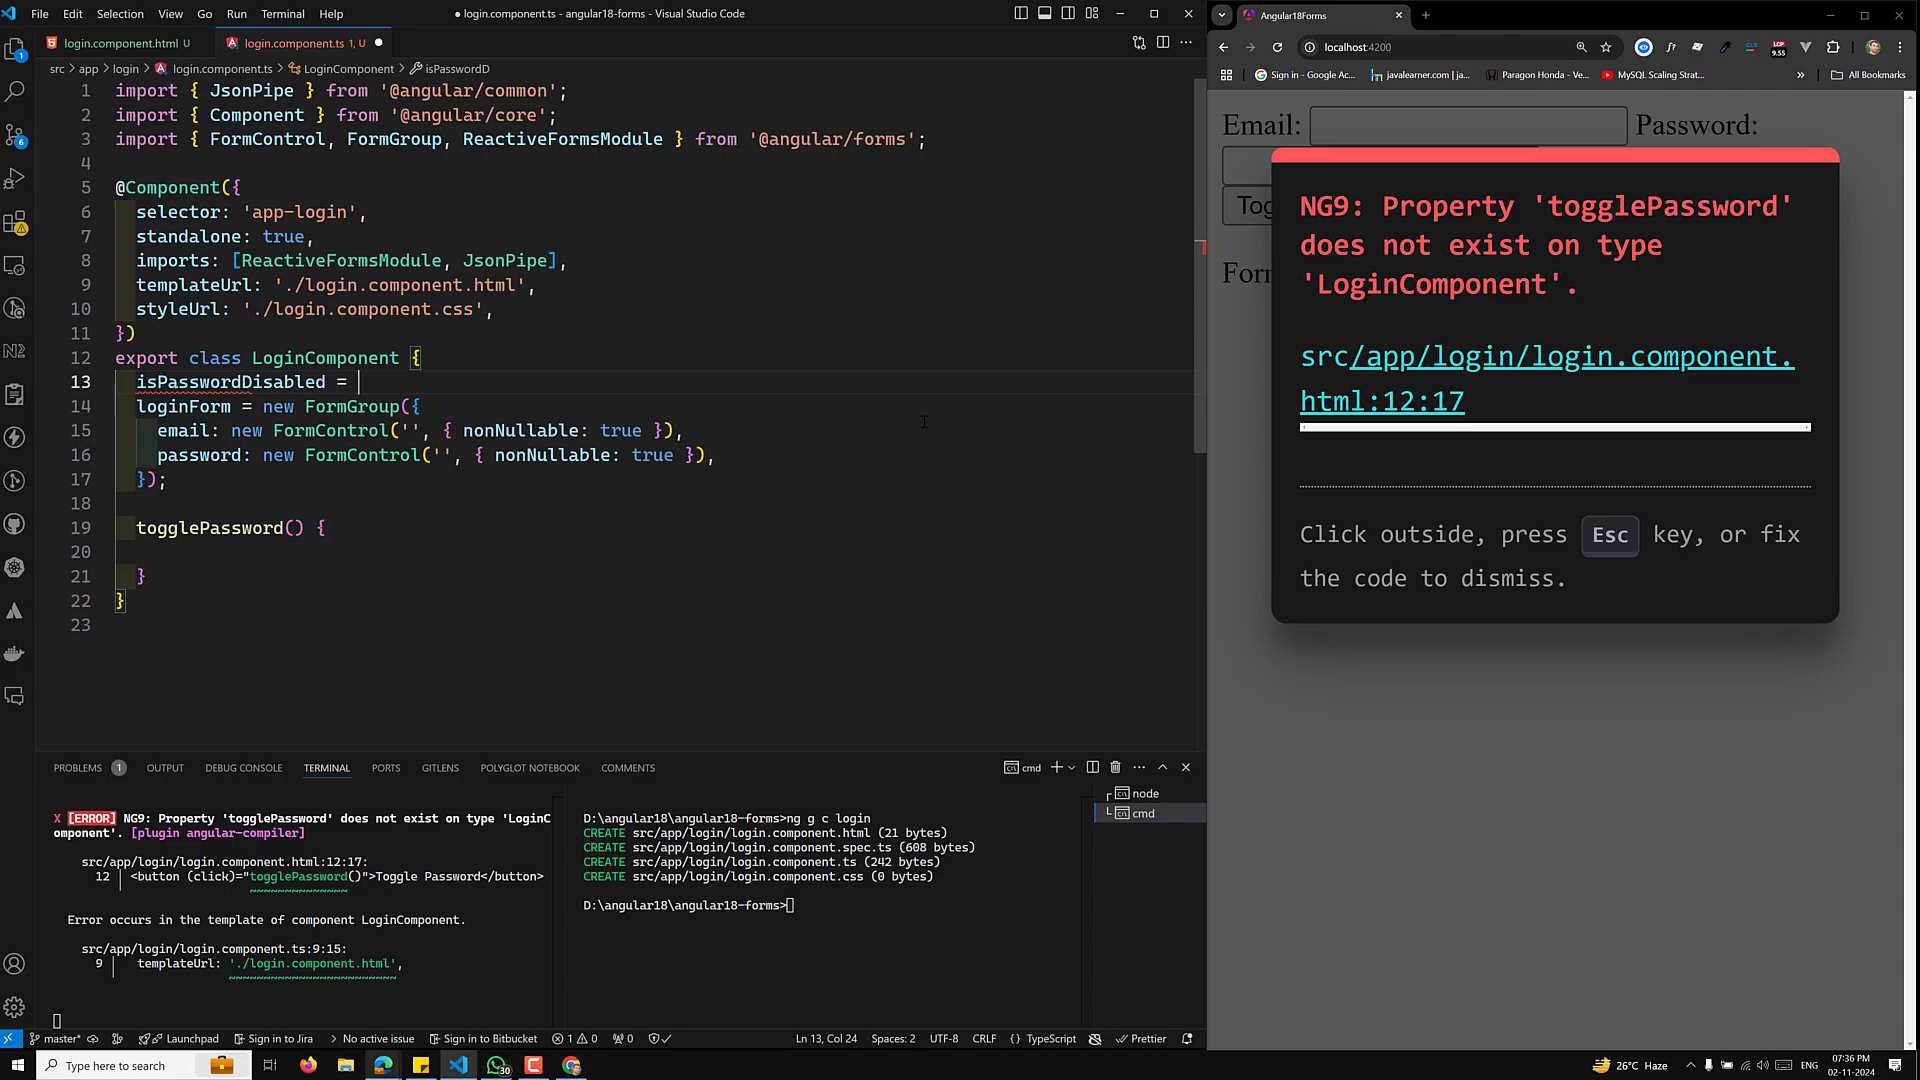 File Edit Selection View Go Run Terminal Help
● login.component.ts - angular18-forms - Visual Studio Code
login.component.html U
login.component.ts 1, U ●
src > app > login > login.component.ts > LoginComponent > isPasswordD
1 import { JsonPipe } from '@angular/common';
2 import { Component } from '@angular/core';
3 import { FormControl, FormGroup, ReactiveFormsModule } from '@angular/forms';
4
5 @Component({
6 selector: 'app-login',
7 standalone: true,
8 imports: [ReactiveFormsModule, JsonPipe],
9 templateUrl: './login.component.html',
10 styleUrl: './login.component.css',
11 })
12 export class LoginComponent {
13 isPasswordDisabled =
14 loginForm = new FormGroup({
15 email: new FormControl('', { nonNullable: true }),
16 password: new FormControl('', { nonNullable: true }),
17 });
18
19 togglePassword() {
20
21 }
22 }
23
PROBLEMS 1 OUTPUT DEBUG CONSOLE TERMINAL PORTS GITLENS POLYGLOT NOTEBOOK COMMENTS
cmd
X [ERROR] NG9: Property 'togglePassword' does not exist on type 'LoginC
omponent'. [plugin angular-compiler]
src/app/login/login.component.html:12:17:
12 │ <button (click)="togglePassword()">Toggle Password</button>
~~~~~~~~~~~~~~
Error occurs in the template of component LoginComponent.
src/app/login/login.component.ts:9:15:
9 │ templateUrl: './login.component.html',
~~~~~~~~~~~~~~~~~~~~~~~~
D:\angular18\angular18-forms>ng g c login
CREATE src/app/login/login.component.html (21 bytes)
CREATE src/app/login/login.component.spec.ts (608 bytes)
CREATE src/app/login/login.component.ts (242 bytes)
CREATE src/app/login/login.component.css (0 bytes)
D:\angular18\angular18-forms>
node
cmd
master* Launchpad Sign in to Jira No active issue Sign in to Bitbucket 1 0 0 Ln 13, Col 24 Spaces: 2 UTF-8 CRLF {} TypeScript Prettier
Angular18Forms
localhost:4200
Sign in - Google Ac... javalearner.com | ja... Paragon Honda - Ve... MySQL Scaling Strat... » All Bookmarks
Email: Password:
Tog
Form
NG9: Property 'togglePassword'
does not exist on type
'LoginComponent'.
src/app/login/login.component.
html:12:17
Click outside, press Esc key, or fix
the code to dismiss.
Type here to search
30
26°C Haze
ENG
07:36 PM
02-11-2024